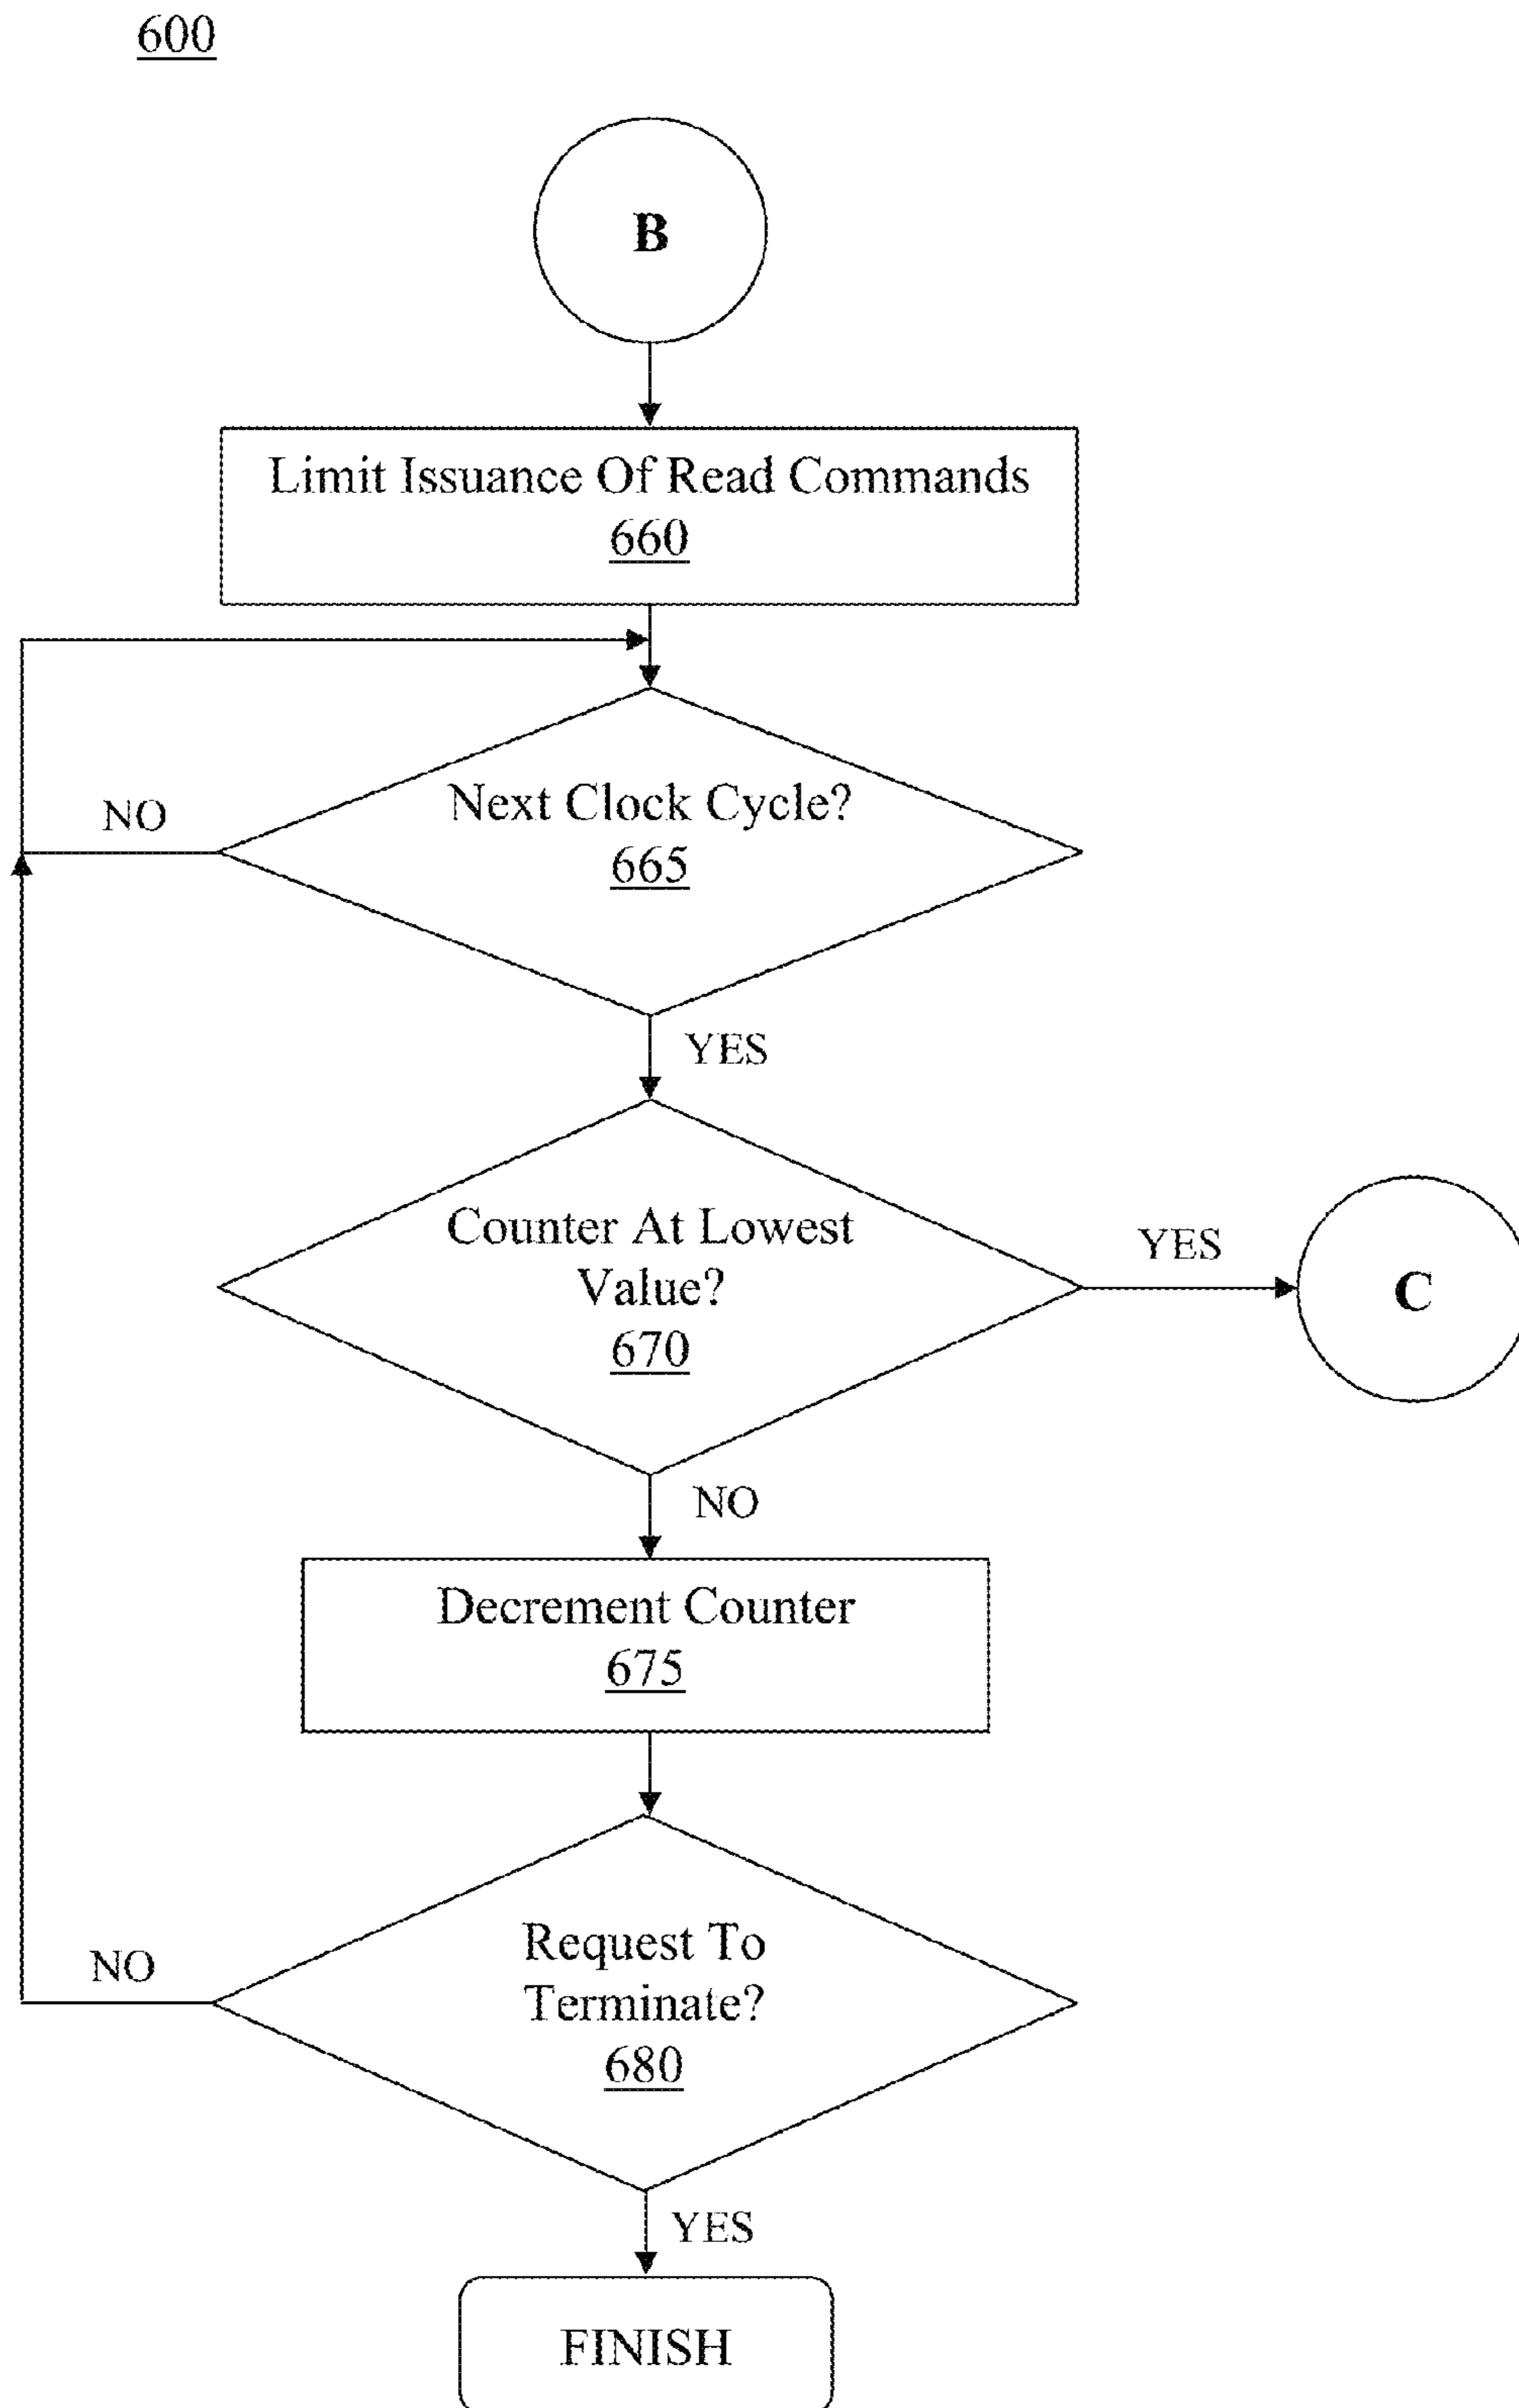 600
B
Limit Issuance Of Read Commands
660
Next Clock Cycle?
665
NO
YES
Counter At Lowest
Value?
670
YES
C
NO
Decrement Counter
675
Request To
Terminate?
680
NO
YES
FINISH